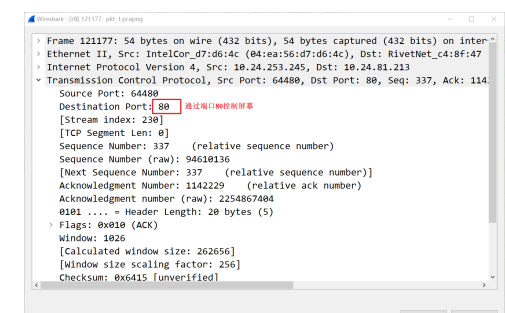 Wireshark · 分组 121177 · pld_1.pcapng
Frame 121177: 54 bytes on wire (432 bits), 54 bytes captured (432 bits) on inter
Ethernet II, Src: IntelCor_d7:d6:4c (04:ea:56:d7:d6:4c), Dst: RivetNet_c4:8f:47
Internet Protocol Version 4, Src: 10.24.253.245, Dst: 10.24.81.213
Transmission Control Protocol, Src Port: 64480, Dst Port: 80, Seq: 337, Ack: 114
Source Port: 64480
Destination Port: 80 通过端口80控制屏幕
[Stream index: 230]
[TCP Segment Len: 0]
Sequence Number: 337 (relative sequence number)
Sequence Number (raw): 94610136
[Next Sequence Number: 337 (relative sequence number)]
Acknowledgment Number: 1142229 (relative ack number)
Acknowledgment number (raw): 2254867404
0101 .... = Header Length: 20 bytes (5)
Flags: 0x010 (ACK)
Window: 1026
[Calculated window size: 262656]
[Window size scaling factor: 256]
Checksum: 0x6415 [unverified]